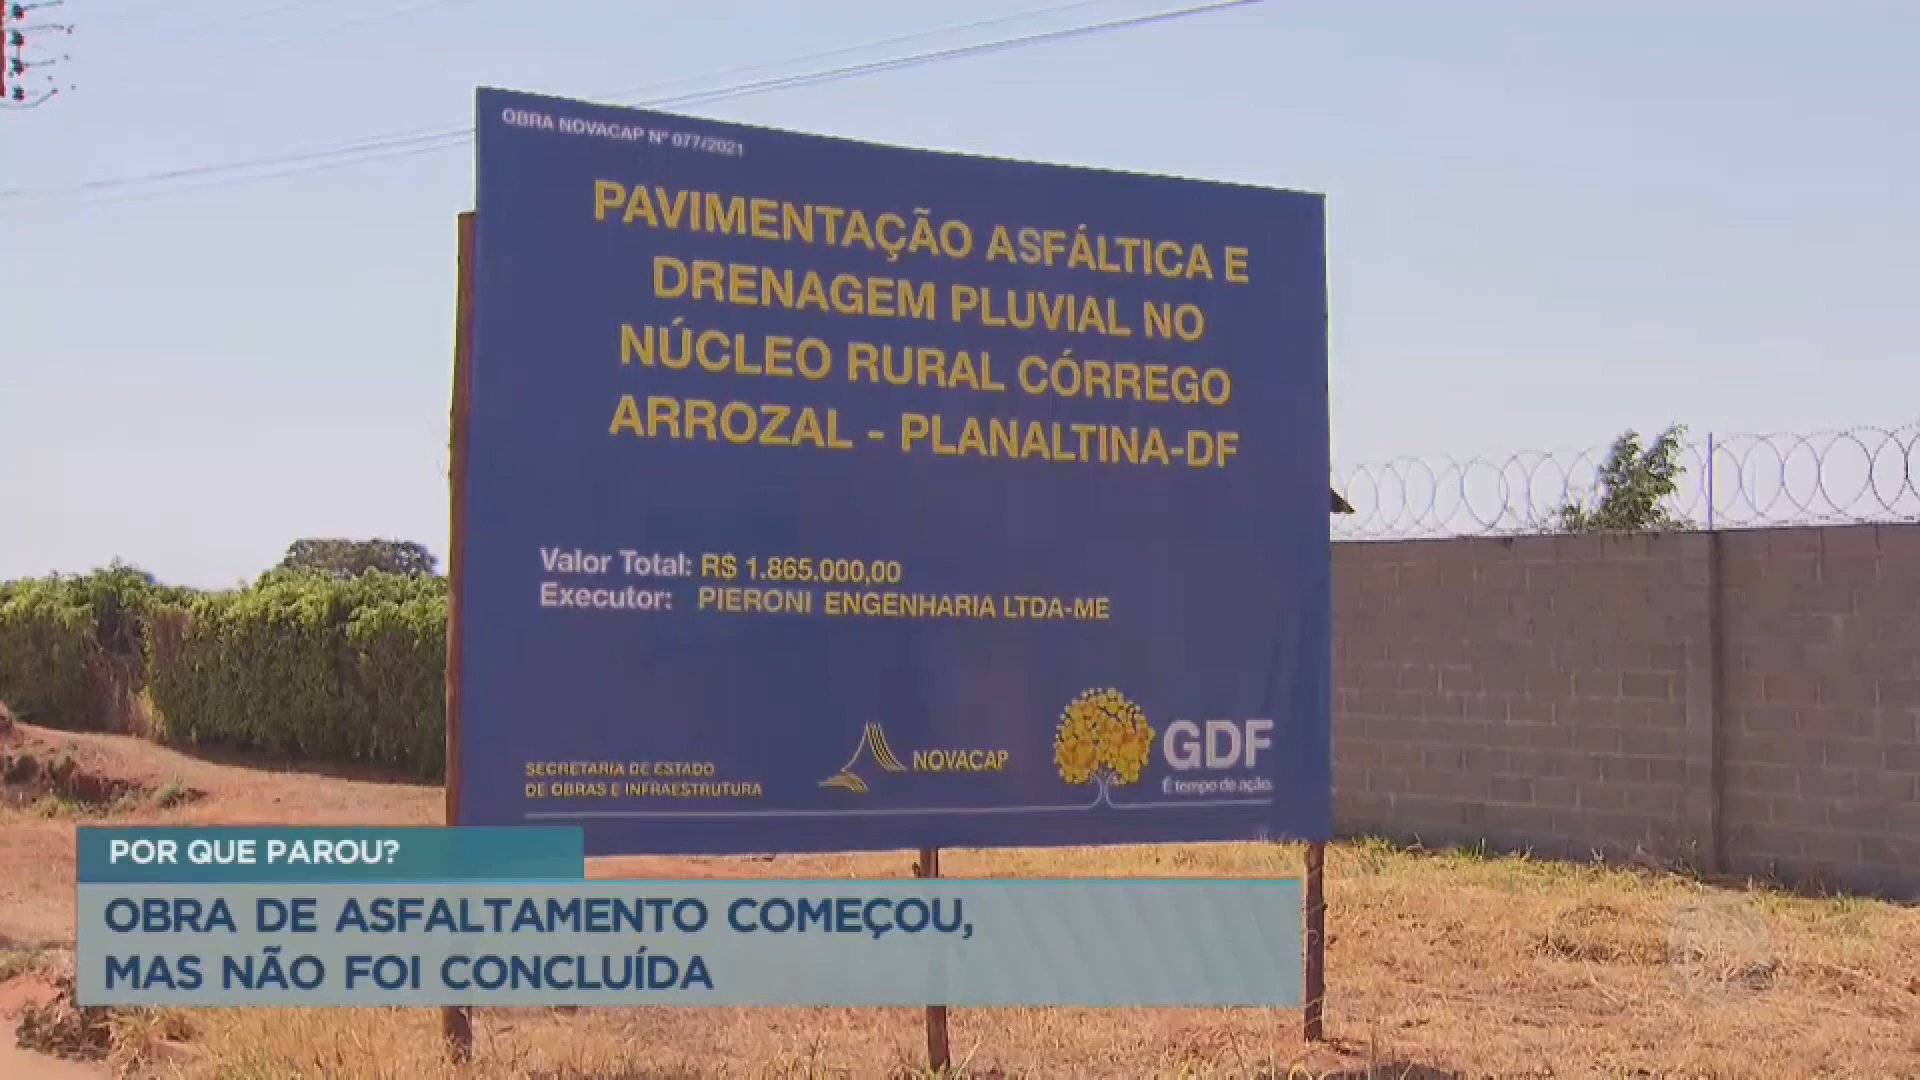 OBRA NOVACAP Nº 077/2021
PAVIMENTAÇÃO ASFÁLTICA E
DRENAGEM PLUVIAL NO
NÚCLEO RURAL CÓRREGO
ARROZAL - PLANALTINA-DF
Valor Total: R$ 1.865.000,00
Executor: PIERONI ENGENHARIA LTDA-ME
SECRETARIA DE ESTADO
DE OBRAS E INFRAESTRUTURA
NOVACAP
GDF
É tempo de ação.
POR QUE PAROU?
OBRA DE ASFALTAMENTO COMEÇOU,
MAS NÃO FOI CONCLUÍDA